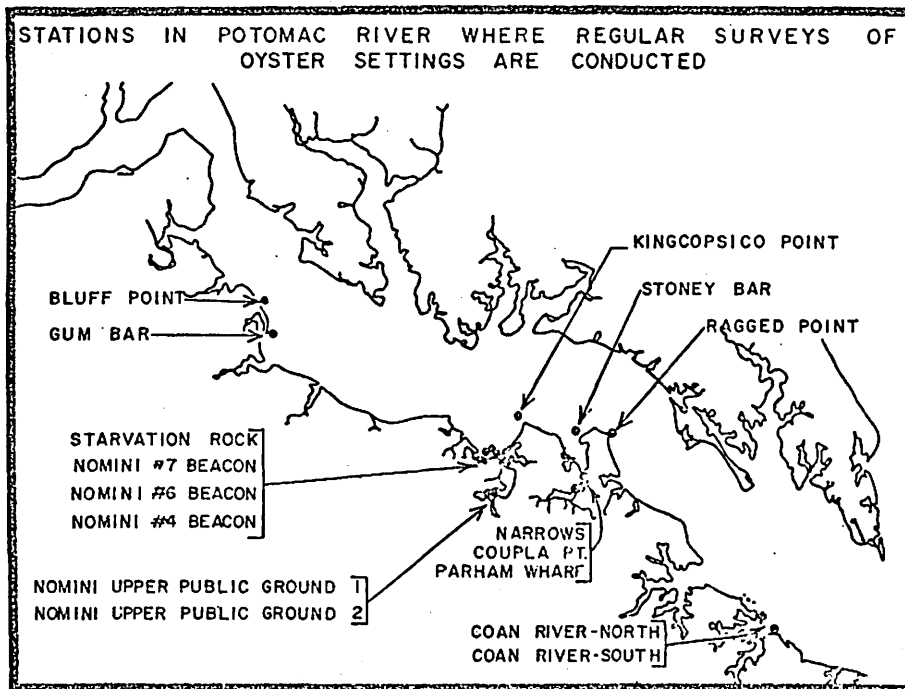 STATIONS IN POTOMAC RIVER WHERE REGULAR SURVEYS OF
OYSTER SETTINGS ARE CONDUCTED
KINGCOPSICO POINT
STONEY BAR
RAGGED POINT
BLUFF POINT
GUM BAR
STARVATION ROCK
NOMINI #7 BEACON
NOMINI #6 BEACON
NOMINI #4 BEACON
NARROWS
COUPLA PT.
PARHAM WHARF
NOMINI UPPER PUBLIC GROUND 1
NOMINI UPPER PUBLIC GROUND 2
COAN RIVER-NORTH
COAN RIVER-SOUTH